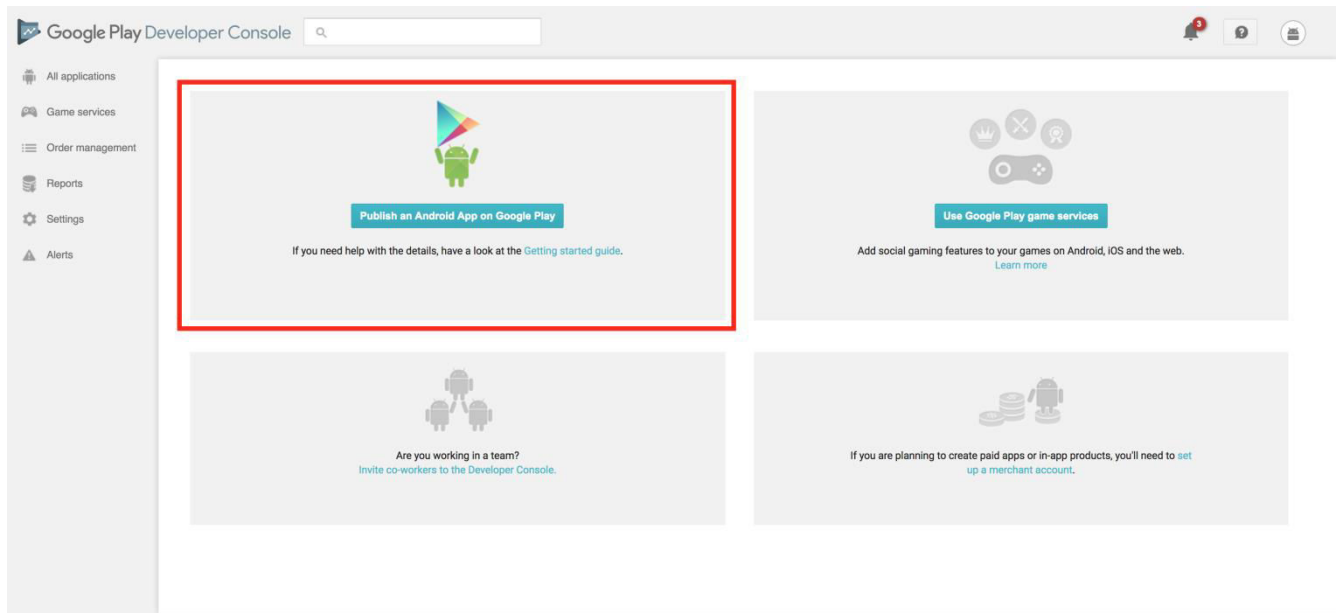 Google Play Developer Console
3
All applications
Game services
Order management
Reports
Settings
Alerts
Publish an Android App on Google Play
If you need help with the details, have a look at the Getting started guide.
Use Google Play game services
Add social gaming features to your games on Android, iOS and the web.
Learn more
Are you working in a team?
Invite co-workers to the Developer Console.
If you are planning to create paid apps or in-app products, you'll need to set
up a merchant account.